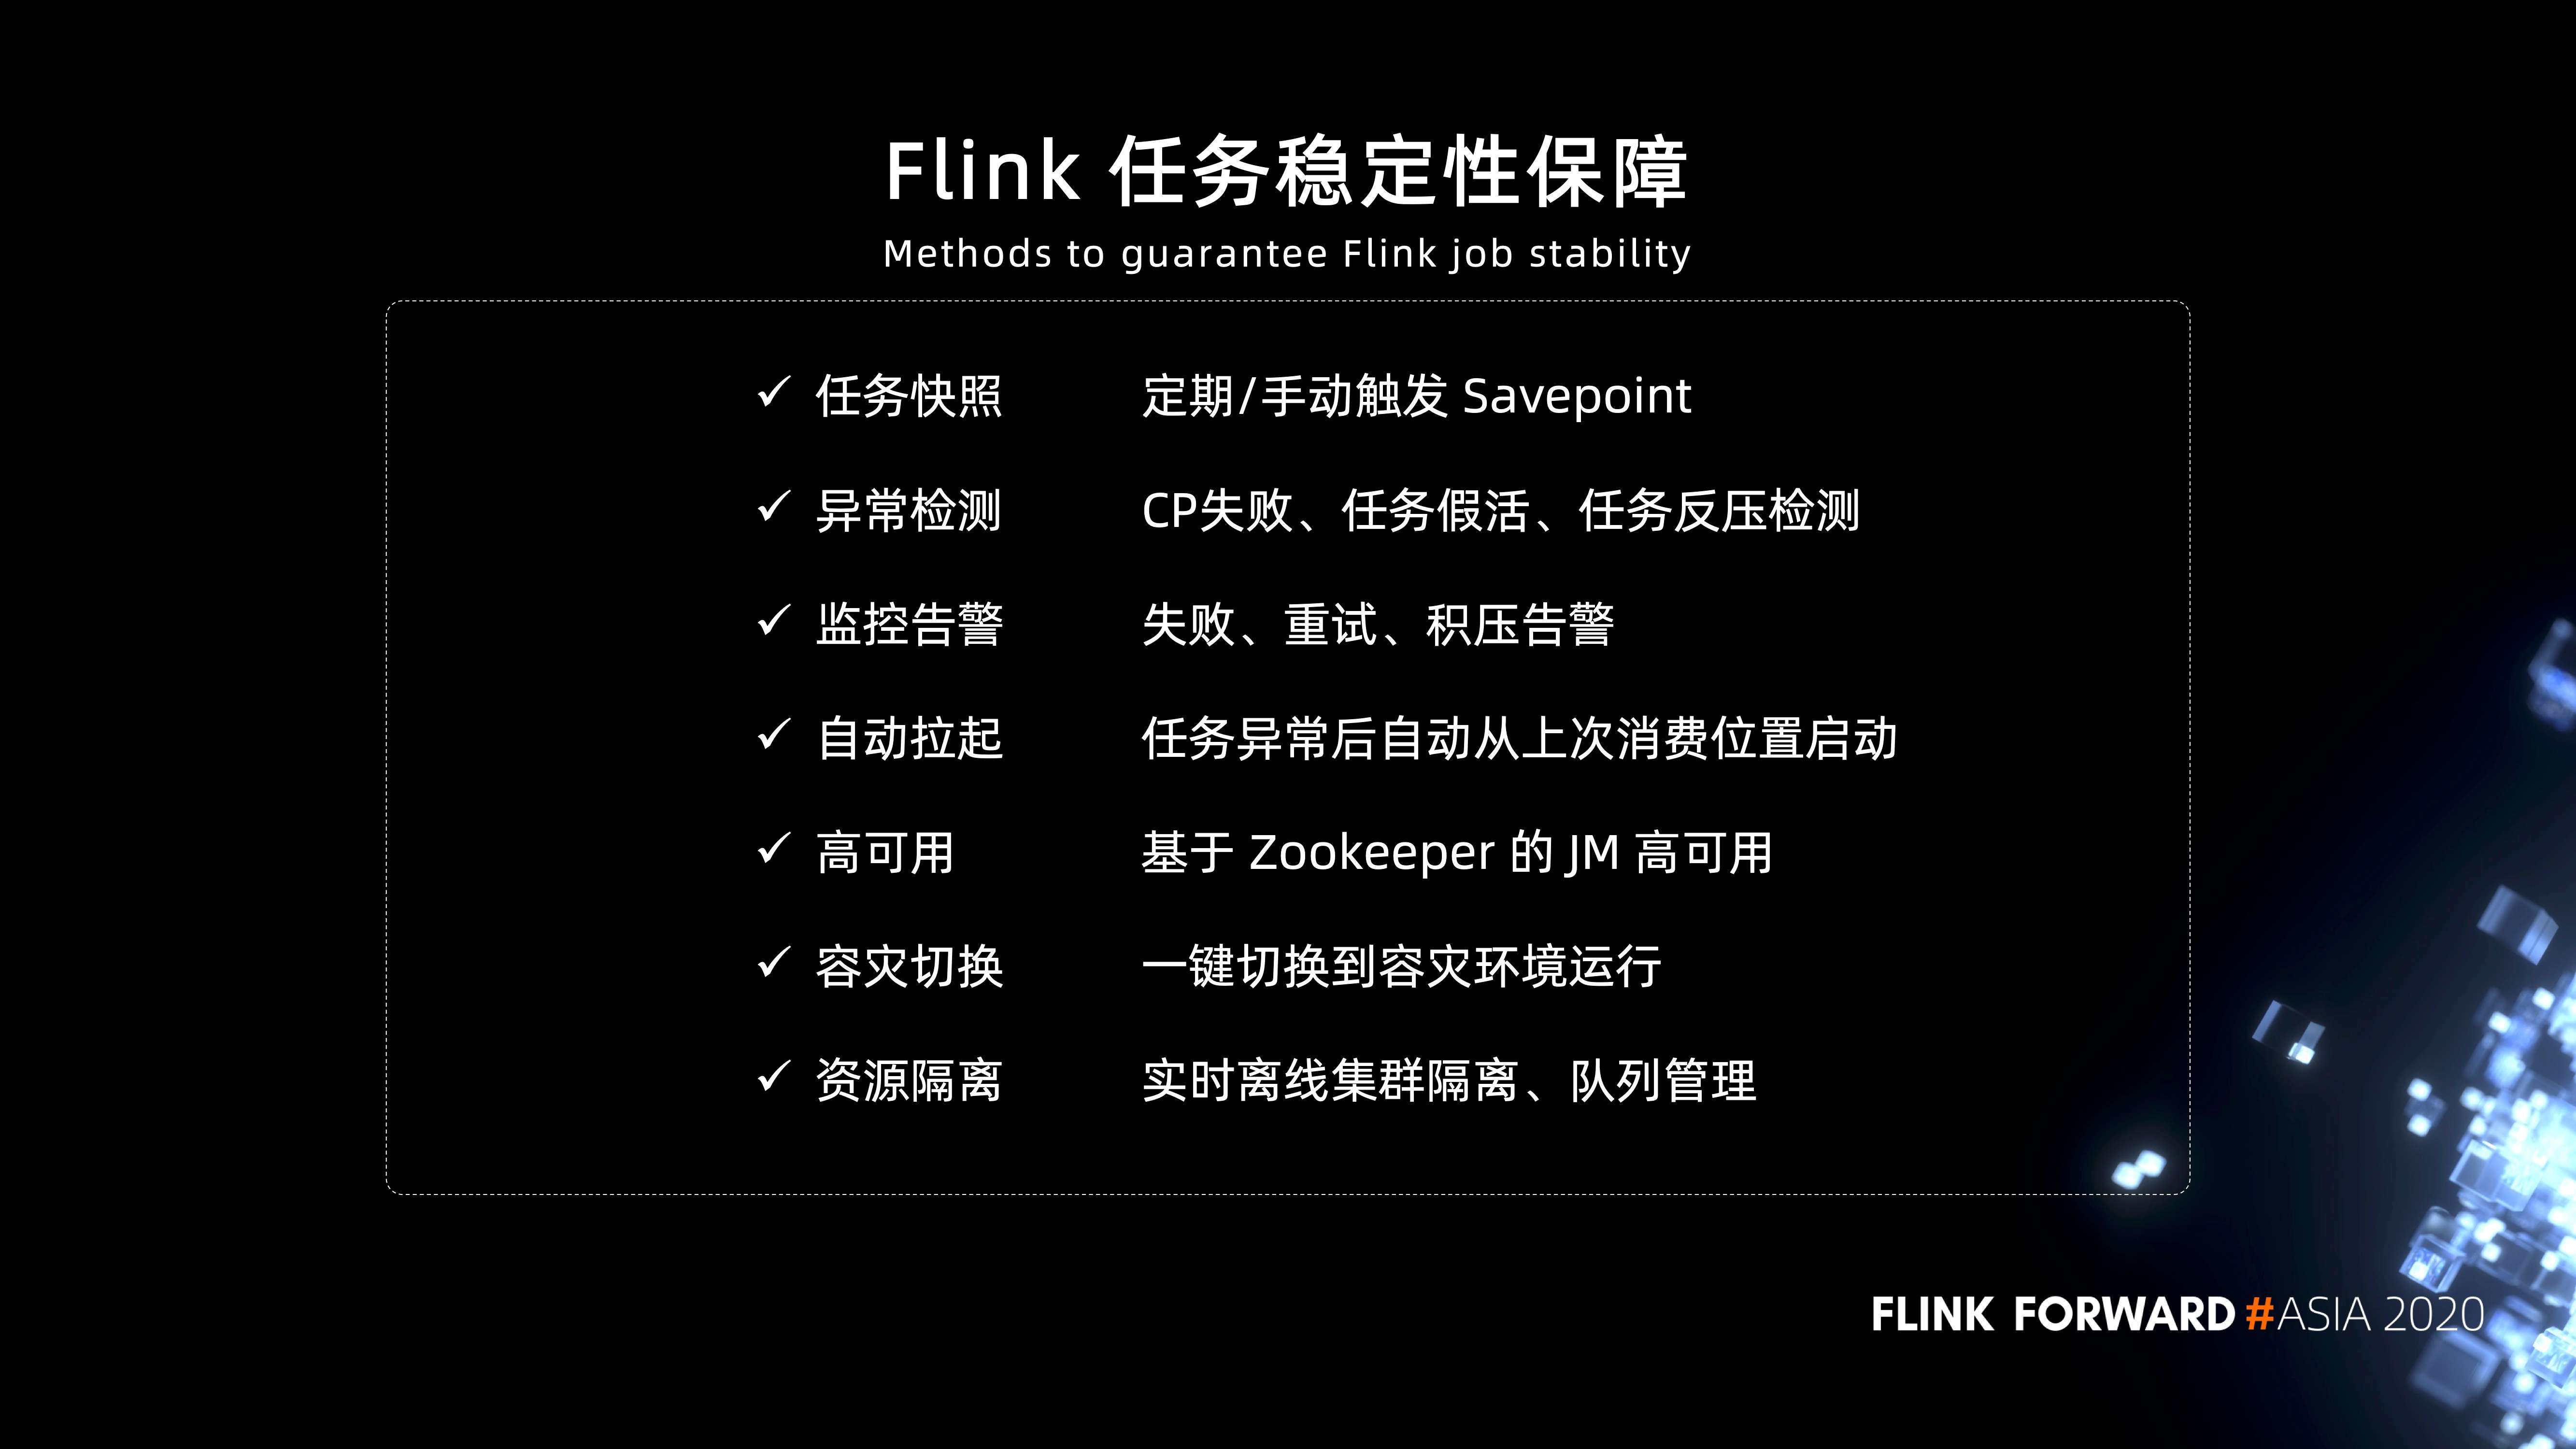 Flink 任务稳定性保障
Methods to guarantee Flink job stability
✓ 任务快照 定期/手动触发 Savepoint
✓ 异常检测 CP失败、任务假活、任务反压检测
✓ 监控告警 失败、重试、积压告警
✓ 自动拉起 任务异常后自动从上次消费位置启动
✓ 高可用 基于 Zookeeper 的 JM 高可用
✓ 容灾切换 一键切换到容灾环境运行
✓ 资源隔离 实时离线集群隔离、队列管理
FLINK FORWARD #ASIA 2020